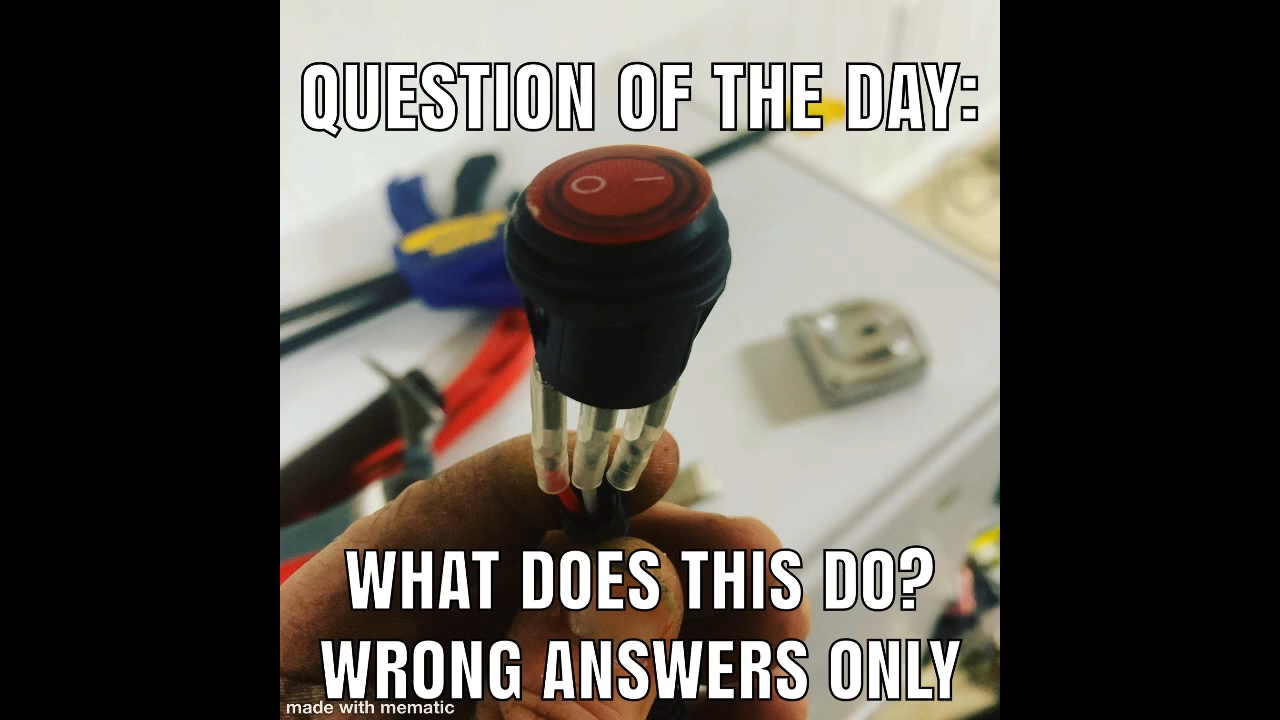 QUESTION OF THE DAY:
O —
WHAT DOES THIS DO?
WRONG ANSWERS ONLY
made with mematic